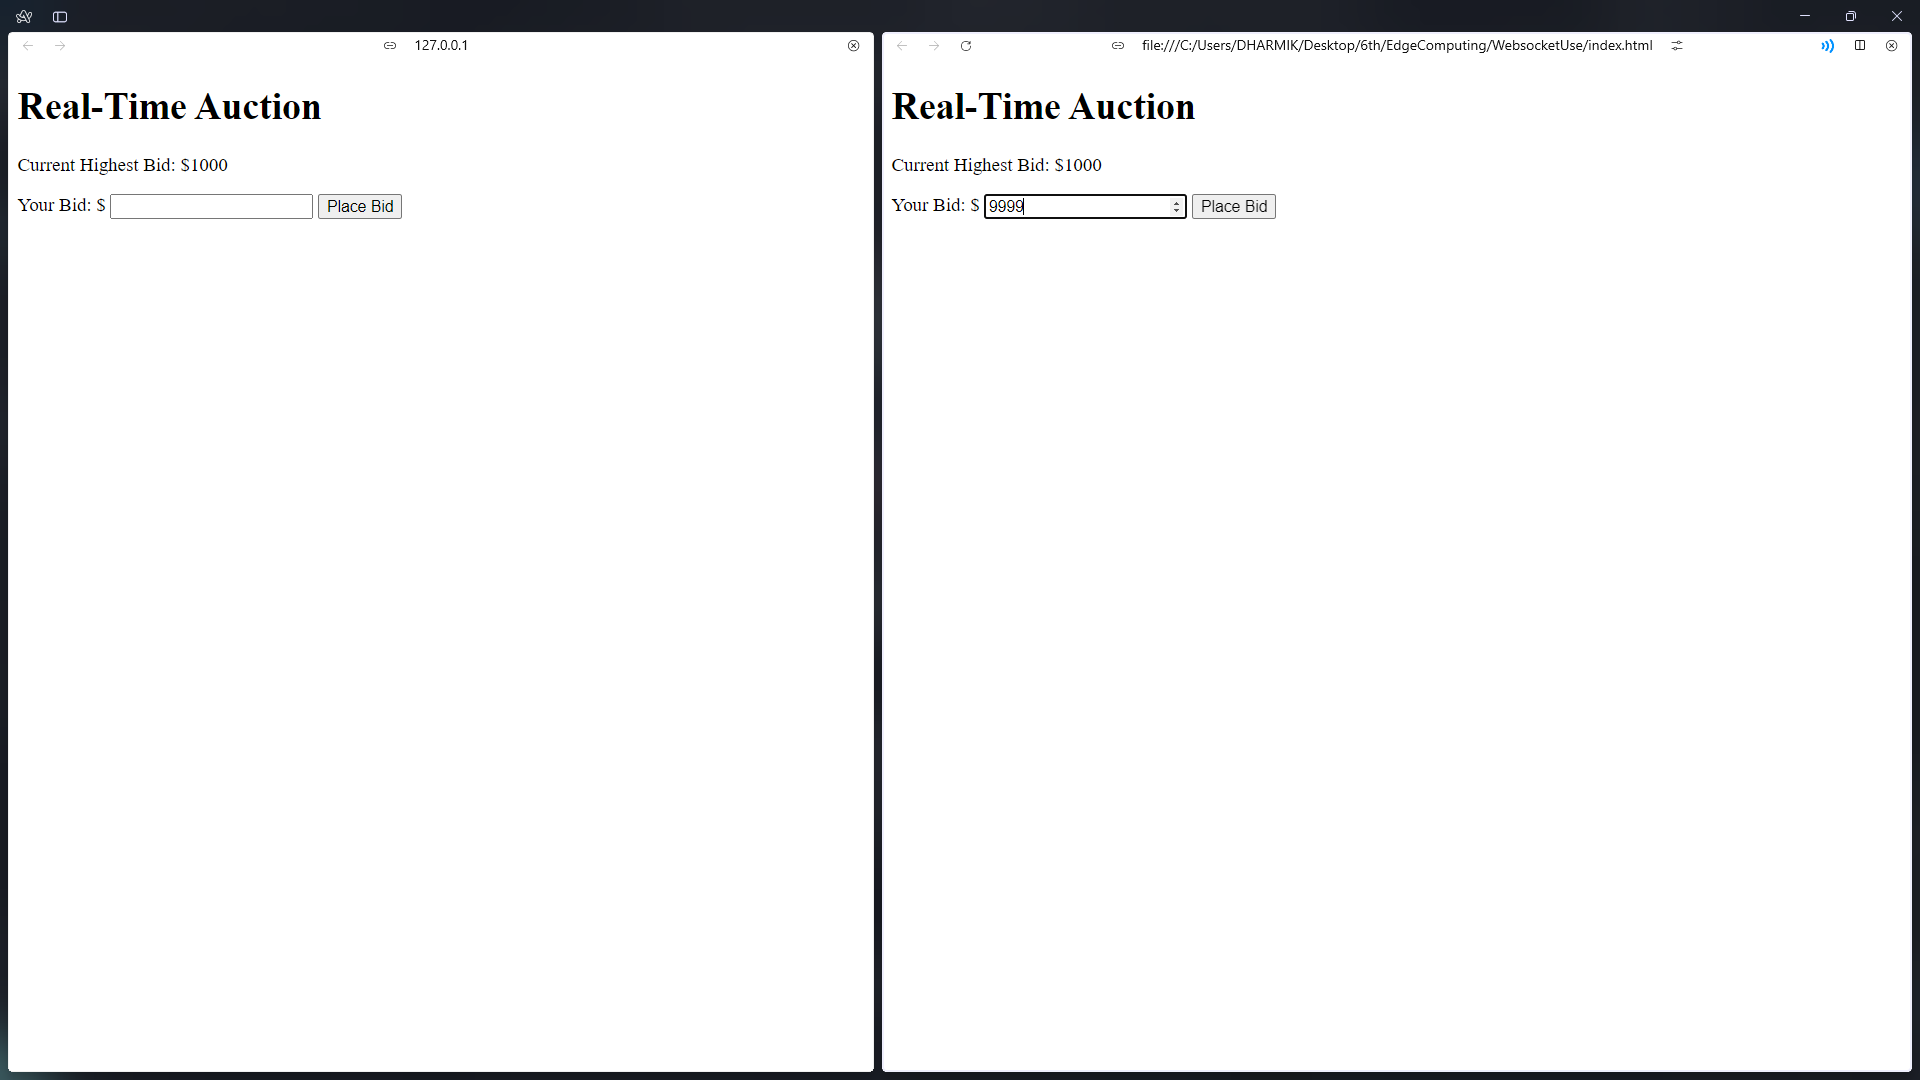 127.0.0.1
Real-Time Auction
Current Highest Bid: $1000
Your Bid: $ Place Bid
file:///C:/Users/DHARMIK/Desktop/6th/EdgeComputing/WebsocketUse/index.html
Real-Time Auction
Current Highest Bid: $1000
Your Bid: $ 9999 Place Bid